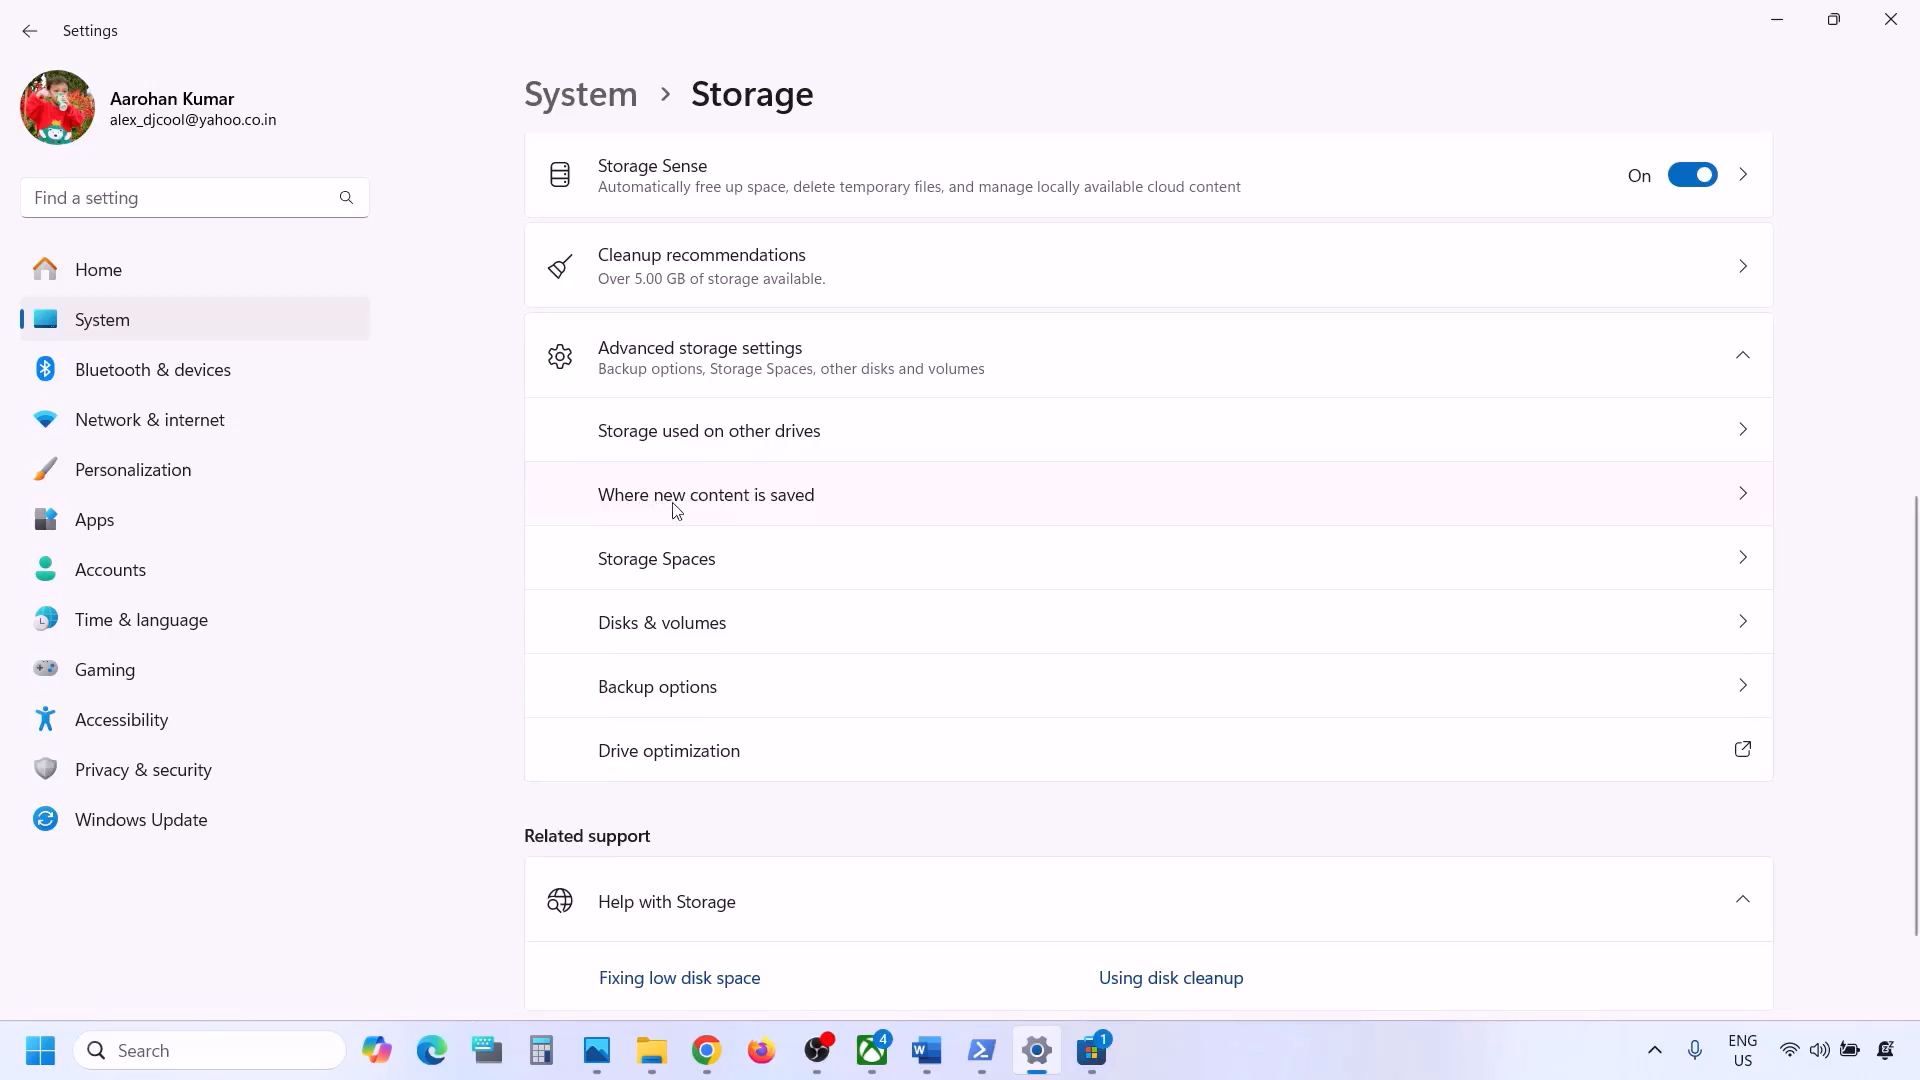 Settings
Aarohan Kumar
alex_djcool@yahoo.co.in
Find a setting
Home
System
Bluetooth & devices
Network & internet
Personalization
Apps
Accounts
Time & language
Gaming
Accessibility
Privacy & security
Windows Update
System > Storage
Storage Sense
Automatically free up space, delete temporary files, and manage locally available cloud content
On
Cleanup recommendations
Over 5.00 GB of storage available.
Advanced storage settings
Backup options, Storage Spaces, other disks and volumes
Storage used on other drives
Where new content is saved
Storage Spaces
Disks & volumes
Backup options
Drive optimization
Related support
Help with Storage
Fixing low disk space
Using disk cleanup
Search
4
1
ENG
US